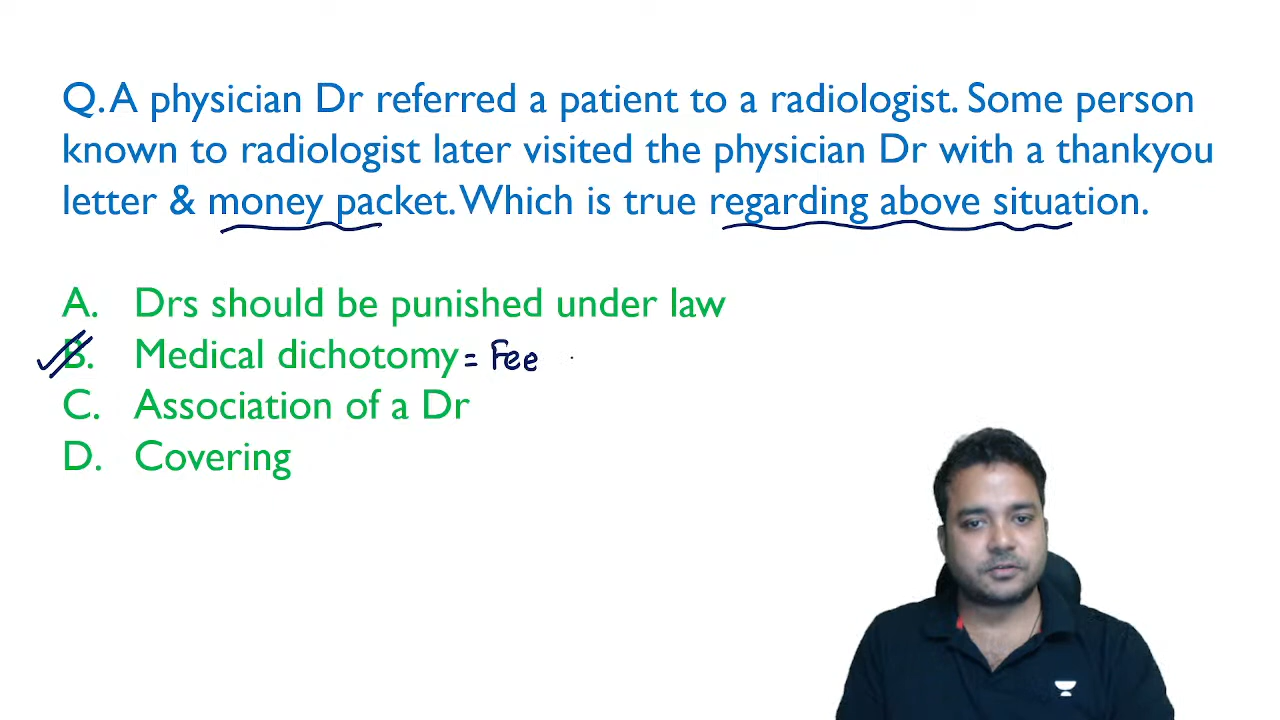 Q. A physician Dr referred a patient to a radiologist. Some person
known to radiologist later visited the physician Dr with a thankyou
letter & money packet. Which is true regarding above situation.
A. Drs should be punished under law
B. Medical dichotomy = Fee
C. Association of a Dr
D. Covering